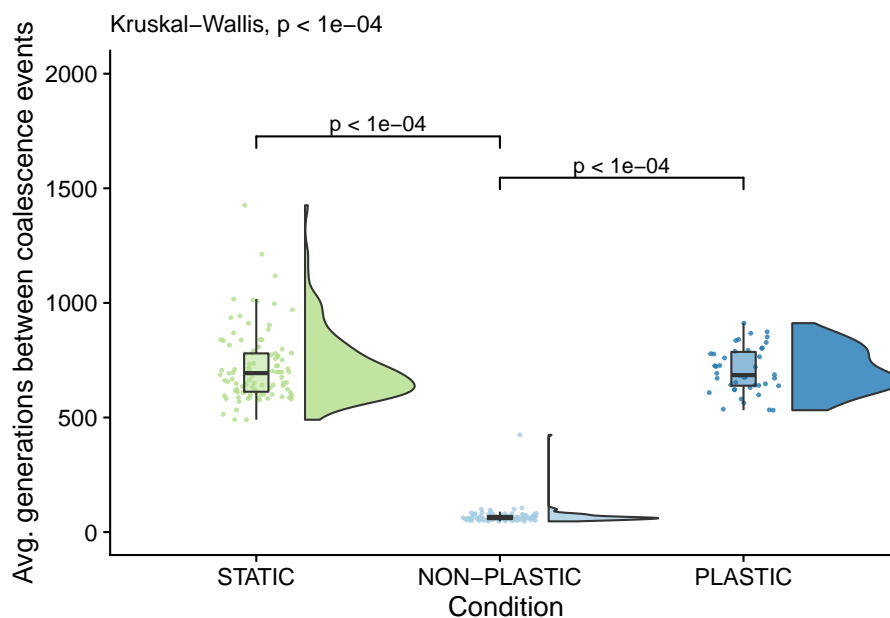 Kruskal−Wallis, p < 1e−04
Avg. generations between coalescence events
2000
1500
1000
500
0
p < 1e−04
p < 1e−04
STATIC
NON−PLASTIC
PLASTIC
Condition